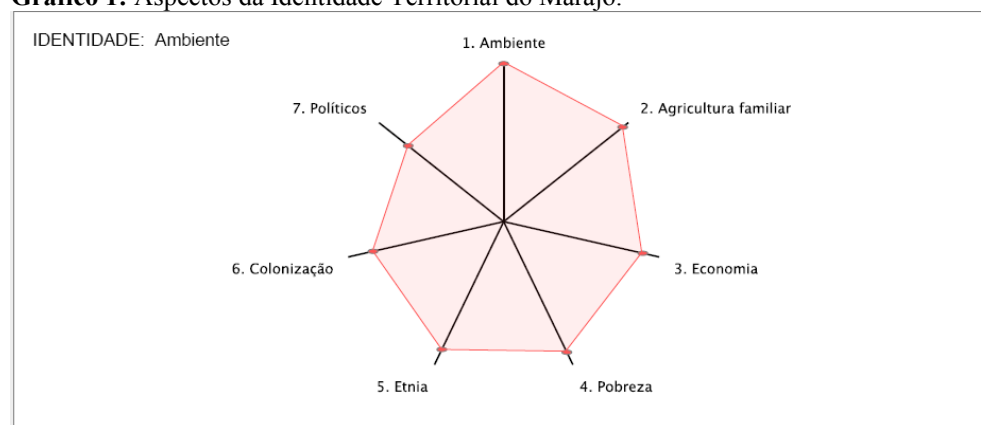 Gráfico 1. Aspectos da Identidade Territorial do Marajó.
IDENTIDADE: Ambiente
1. Ambiente
7. Políticos
2. Agricultura familiar
6. Colonização
3. Economia
5. Etnia
4. Pobreza